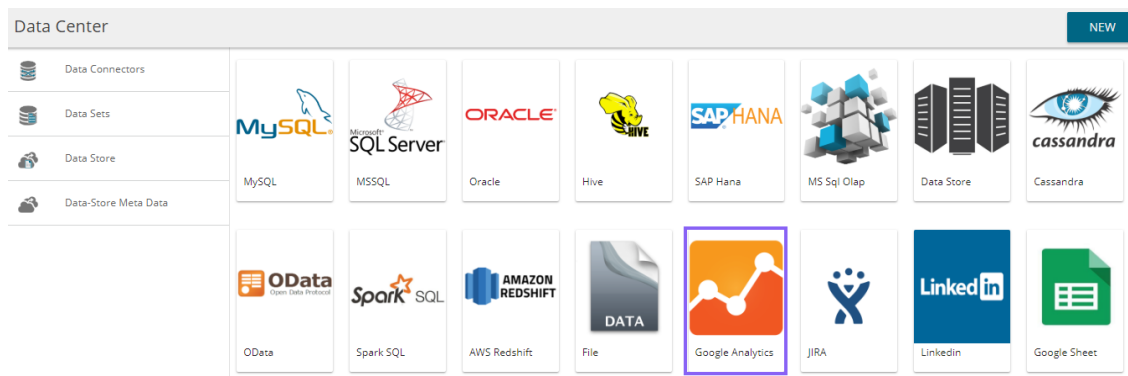 Data Center
NEW
Data Connectors
Data Sets
Data Store
Data-Store Meta Data
MySQL
Microsoft
SQL Server
ORACLE
HIVE
SAP HANA
cassandra
MySQL
MSSQL
Oracle
Hive
SAP Hana
MS Sql Olap
Data Store
Cassandra
OData
Open Data Protocol
Spark SQL
AMAZON
REDSHIFT
DATA
Linked in
OData
Spark SQL
AWS Redshift
File
Google Analytics
JIRA
Linkedin
Google Sheet